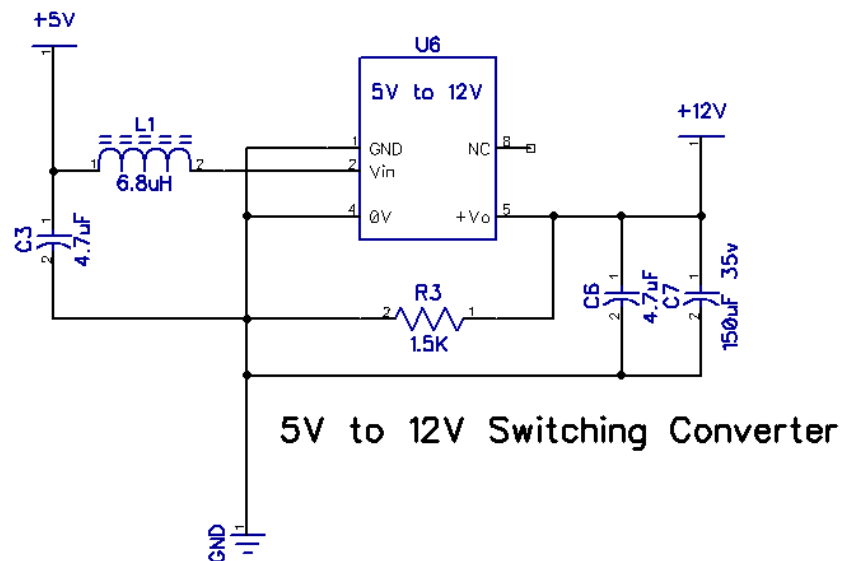 +5V
1
U6
5V to 12V
+12V
1
L1
1
2
6.8uH
1
GND
NC
8
2
Vin
4
0V
+Vo
5
C3
1
2
4.7uF
R3
2
1
1.5K
C6
1
2
4.7uF
C7
1
2
150uF 35v
5V to 12V Switching Converter
GND
1